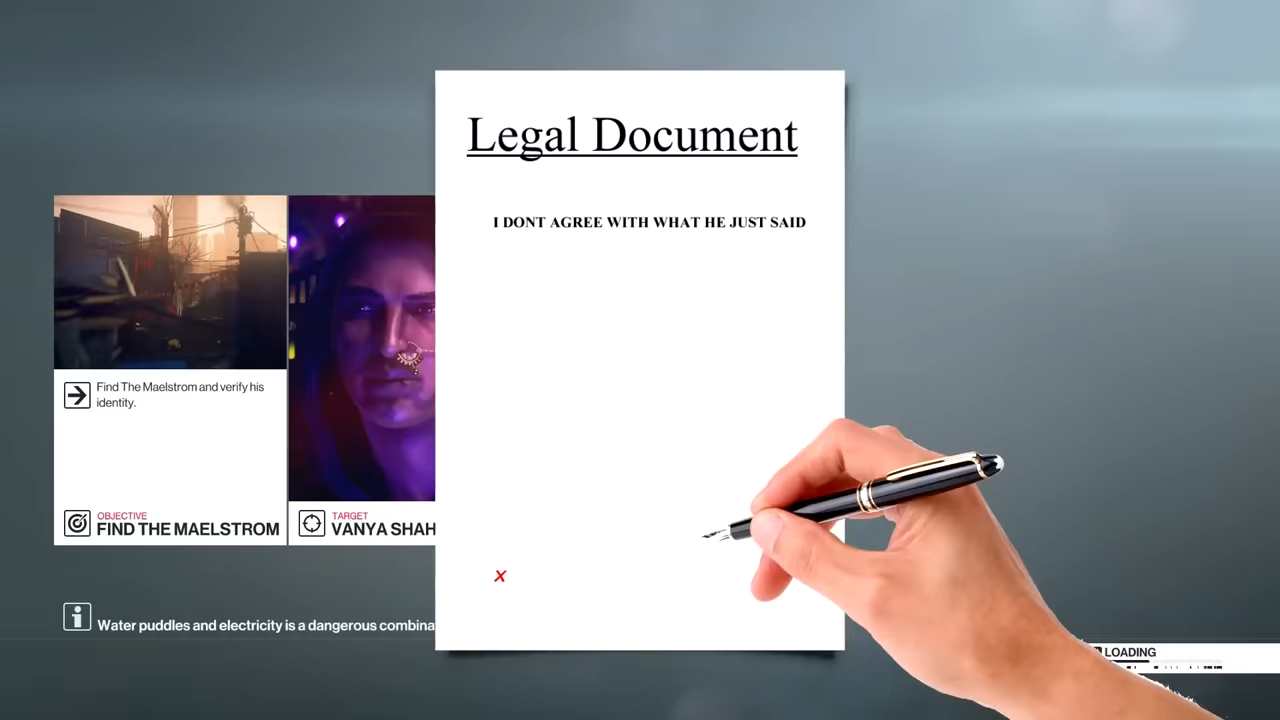 Legal Document
I DONT AGREE WITH WHAT HE JUST SAID
Find The Maelstrom and verify his
identity.
OBJECTIVE
FIND THE MAELSTROM
TARGET
VANYA SHAH
Water puddles and electricity is a dangerous combina
x
LOADING